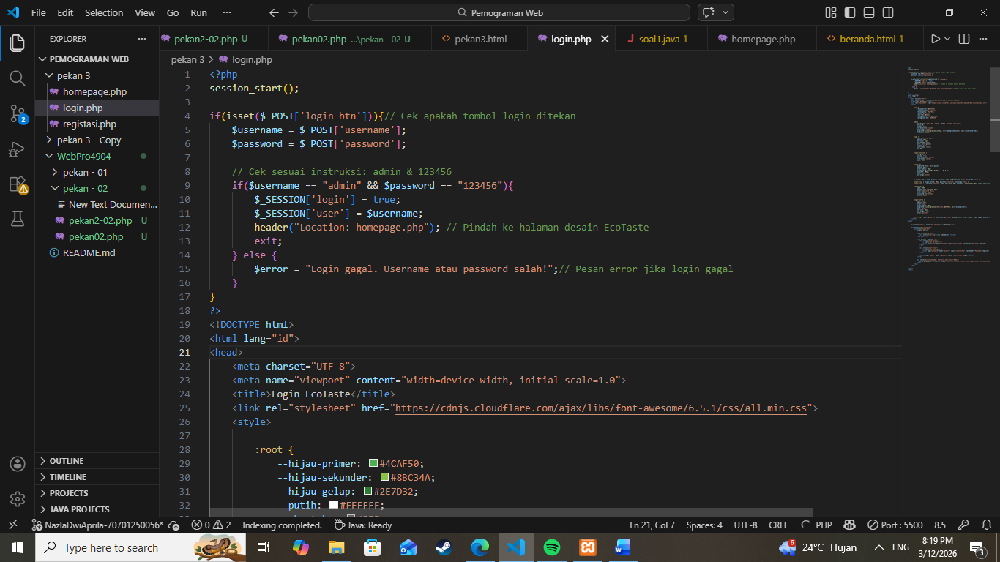 File Edit Selection View Go Run ··· Pemograman Web
EXPLORER ···
PEMOGRAMAN WEB
pekan 3
homepage.php
login.php
registasi.php
pekan 3 - Copy
WebPro4904
pekan - 01
pekan - 02
New Text Documen...
pekan2-02.php U
pekan02.php U
README.md
OUTLINE
TIMELINE
PROJECTS
JAVA PROJECTS
2
pekan2-02.php U pekan02.php ...\pekan - 02 U pekan3.html login.php soal1.java 1 homepage.php beranda.html 1
pekan 3 > login.php
1 <?php
2 session_start();
3
4 if(isset($_POST['login_btn'])){// Cek apakah tombol login ditekan
5 $username = $_POST['username'];
6 $password = $_POST['password'];
7
8 // Cek sesuai instruksi: admin & 123456
9 if($username == "admin" && $password == "123456"){
10 $_SESSION['login'] = true;
11 $_SESSION['user'] = $username;
12 header("Location: homepage.php"); // Pindah ke halaman desain EcoTaste
13 exit;
14 } else {
15 $error = "Login gagal. Username atau password salah!";// Pesan error jika login gagal
16 }
17 }
18 ?>
19 <!DOCTYPE html>
20 <html lang="id">
21 <head>
22 <meta charset="UTF-8">
23 <meta name="viewport" content="width=device-width, initial-scale=1.0">
24 <title>Login EcoTaste</title>
25 <link rel="stylesheet" href="https://cdnjs.cloudflare.com/ajax/libs/font-awesome/6.5.1/css/all.min.css">
26 <style>
27
28 :root {
29 --hijau-primer: #4CAF50;
30 --hijau-sekunder: #8BC34A;
31 --hijau-gelap: #2E7D32;
32 --putih: #FFFFFF;
NazlaDwiAprila-70701250056* 0 2 Indexing completed. Java: Ready Ln 21, Col 7 Spaces: 4 UTF-8 CRLF PHP Port : 5500 8.5
Type here to search 6 24°C Hujan ENG 8:19 PM
3/12/2026 3